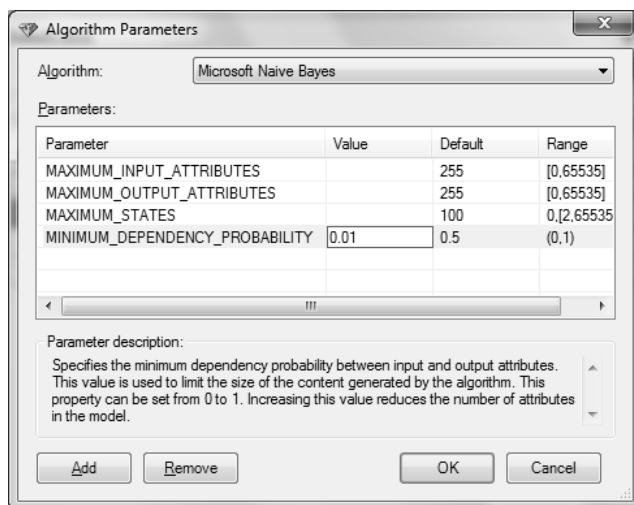 Algorithm Parameters
Algorithm: Microsoft Naive Bayes
Parameters:
Parameter Value Default Range
MAXIMUM_INPUT_ATTRIBUTES 255 [0,65535]
MAXIMUM_OUTPUT_ATTRIBUTES 255 [0,65535]
MAXIMUM_STATES 100 0,[2,65535
MINIMUM_DEPENDENCY_PROBABILITY 0.01 0.5 (0,1)
Parameter description:
Specifies the minimum dependency probability between input and output attributes.
This value is used to limit the size of the content generated by the algorithm. This
property can be set from 0 to 1. Increasing this value reduces the number of attributes
in the model.
Add Remove OK Cancel